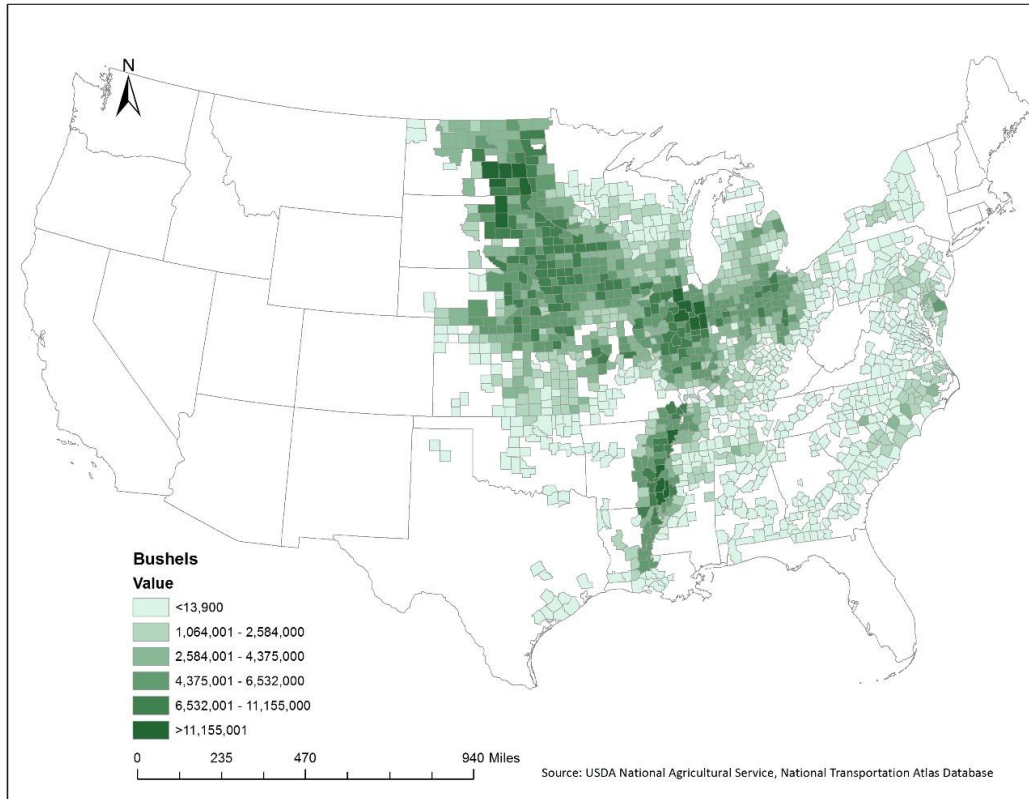 N
Bushels
Value
<13,900
1,064,001 - 2,584,000
2,584,001 - 4,375,000
4,375,001 - 6,532,000
6,532,001 - 11,155,000
>11,155,001
0 235 470 940 Miles
Source: USDA National Agricultural Service, National Transportation Atlas Database